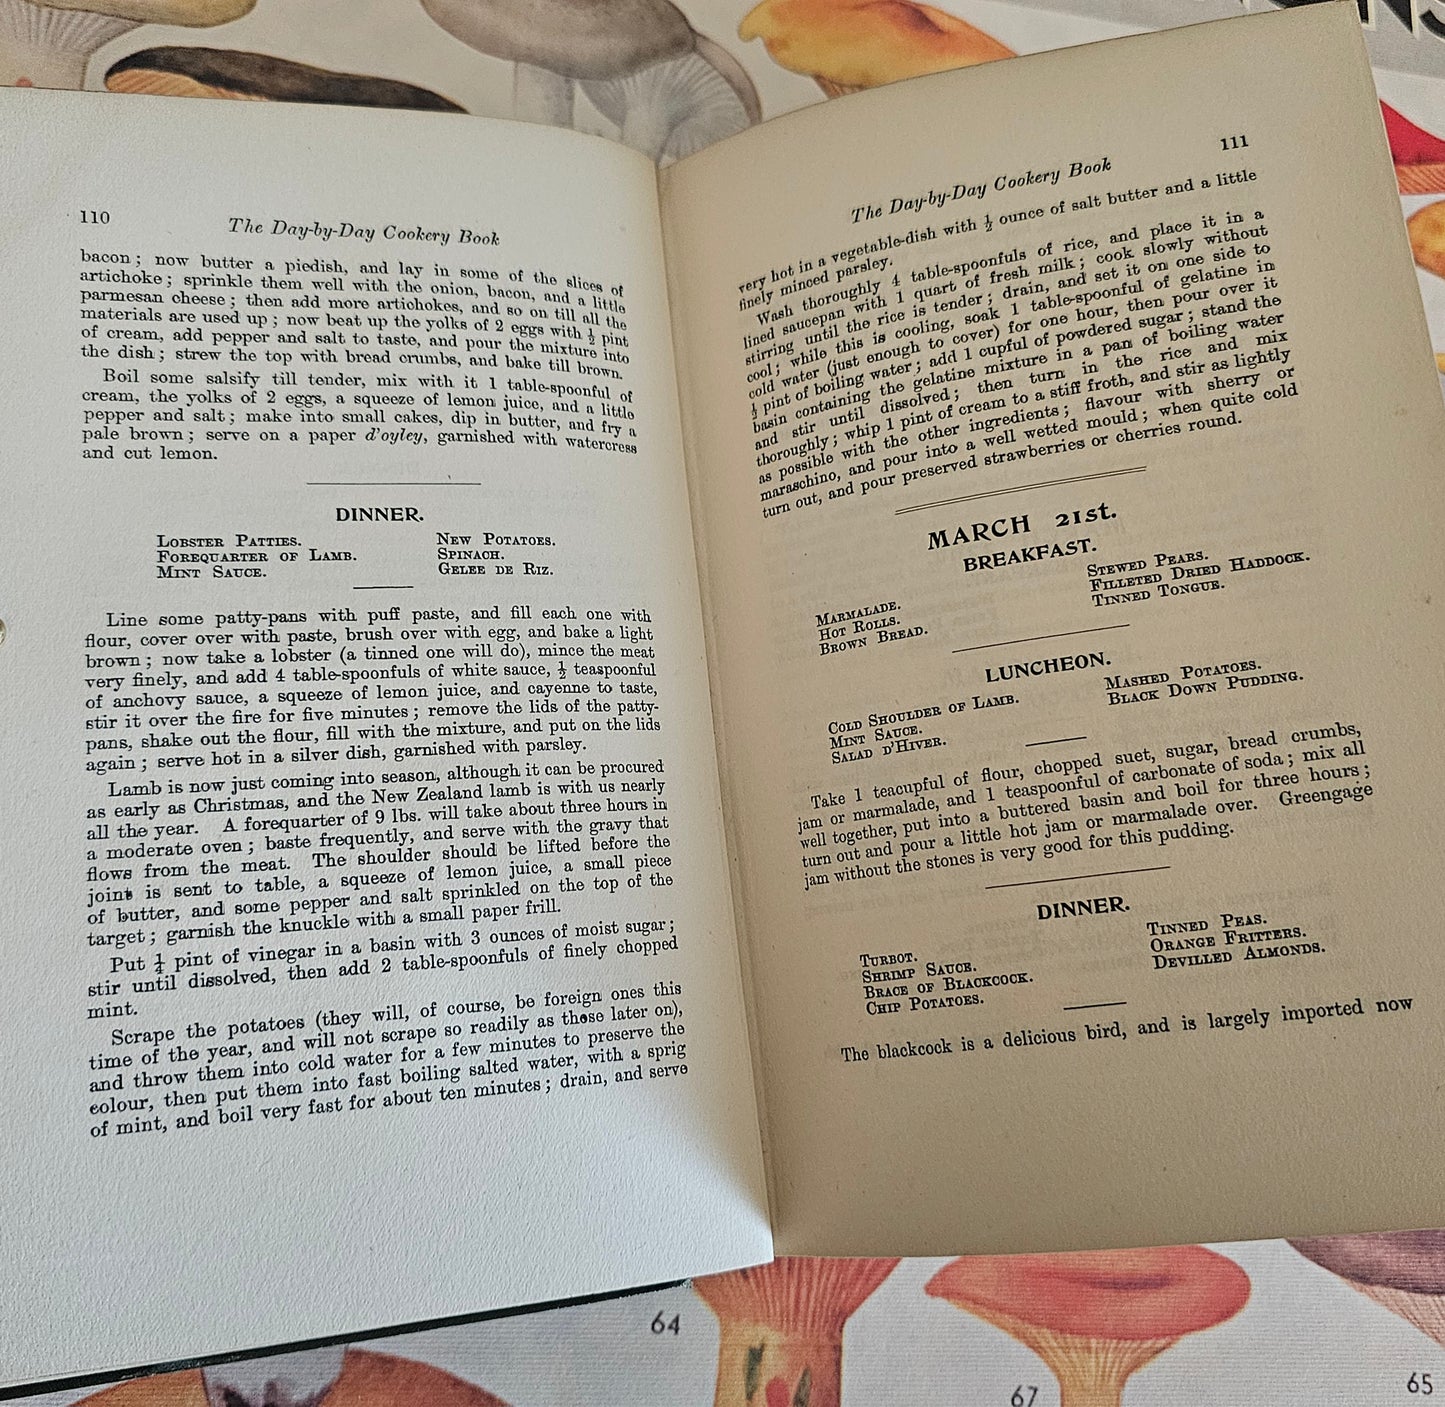 110
The Day-by-Day Cookery Book
bacon; now butter a piedish, and lay in some of the slices of
artichoke; sprinkle them well with the onion, bacon, and a little
parmesan cheese; then add more artichokes, and so on till all the
materials are used up; now beat up the yolks of 2 eggs with ½ pint
of cream, add pepper and salt to taste, and pour the mixture into
the dish; strew the top with bread crumbs, and bake till brown.
Boil some salsify till tender, mix with it 1 table-spoonful of
cream, the yolks of 2 eggs, a squeeze of lemon juice, and a little
pepper and salt; make into small cakes, dip in butter, and fry a
pale brown; serve on a paper d'oyley, garnished with watercress
and cut lemon.
DINNER.
LOBSTER PATTIES.
FOREQUARTER OF LAMB.
MINT SAUCE.
NEW POTATOES.
SPINACH.
GELEE DE RIZ.
Line some patty-pans with puff paste, and fill each one with
flour, cover over with paste, brush over with egg, and bake a light
brown; now take a lobster (a tinned one will do), mince the meat
very finely, and add 4 table-spoonfuls of white sauce, ½ teaspoonful
of anchovy sauce, a squeeze of lemon juice, and cayenne to taste,
stir it over the fire for five minutes; remove the lids of the patty-
pans, shake out the flour, fill with the mixture, and put on the lids
again; serve hot in a silver dish, garnished with parsley.
Lamb is now just coming into season, although it can be procured
as early as Christmas, and the New Zealand lamb is with us nearly
all the year. A forequarter of 9 lbs. will take about three hours in
a moderate oven; baste frequently, and serve with the gravy that
flows from the meat. The shoulder should be lifted before the
joint is sent to table, a squeeze of lemon juice, a small piece
of butter, and some pepper and salt sprinkled on the top of the
target; garnish the knuckle with a small paper frill.
Put ¼ pint of vinegar in a basin with 3 ounces of moist sugar;
stir until dissolved, then add 2 table-spoonfuls of finely chopped
mint.
Scrape the potatoes (they will, of course, be foreign ones this
time of the year, and will not scrape so readily as those later on),
and throw them into cold water for a few minutes to preserve the
colour, then put them into fast boiling salted water, with a sprig
of mint, and boil very fast for about ten minutes; drain, and serve
111
The Day-by-Day Cookery Book
very hot in a vegetable-dish with ½ ounce of salt butter and a little
finely minced parsley.
Wash thoroughly 4 table-spoonfuls of rice, and place it in a
lined saucepan with 1 quart of fresh milk; cook slowly without
stirring until the rice is tender; drain, and set it on one side to
cool; while this is cooling, soak 1 table-spoonful of gelatine in
cold water (just enough to cover) for one hour, then pour over it
½ pint of boiling water; add 1 cupful of powdered sugar; stand the
basin containing the gelatine mixture in a pan of boiling water
and stir until dissolved; then turn in the rice and mix
thoroughly; whip 1 pint of cream to a stiff froth, and stir as lightly
as possible with the other ingredients; flavour with sherry or
maraschino, and pour into a well wetted mould; when quite cold
turn out, and pour preserved strawberries or cherries round.
MARCH 21st.
BREAKFAST.
MARMALADE.
HOT ROLLS.
BROWN BREAD.
STEWED PEARS.
FILLETED DRIED HADDOCK.
TINNED TONGUE.
LUNCHEON.
COLD SHOULDER OF LAMB.
MINT SAUCE.
SALAD D'HIVER.
MASHED POTATOES.
BLACK DOWN PUDDING.
Take 1 teacupful of flour, chopped suet, sugar, bread crumbs,
jam or marmalade, and 1 teaspoonful of carbonate of soda; mix all
well together, put into a buttered basin and boil for three hours;
turn out and pour a little hot jam or marmalade over. Greengage
jam without the stones is very good for this pudding.
DINNER.
TURBOT.
SHRIMP SAUCE.
BRACE OF BLACKCOCK.
CHIP POTATOES.
TINNED PEAS.
ORANGE FRITTERS.
DEVILLED ALMONDS.
The blackcock is a delicious bird, and is largely imported now
64
67
65